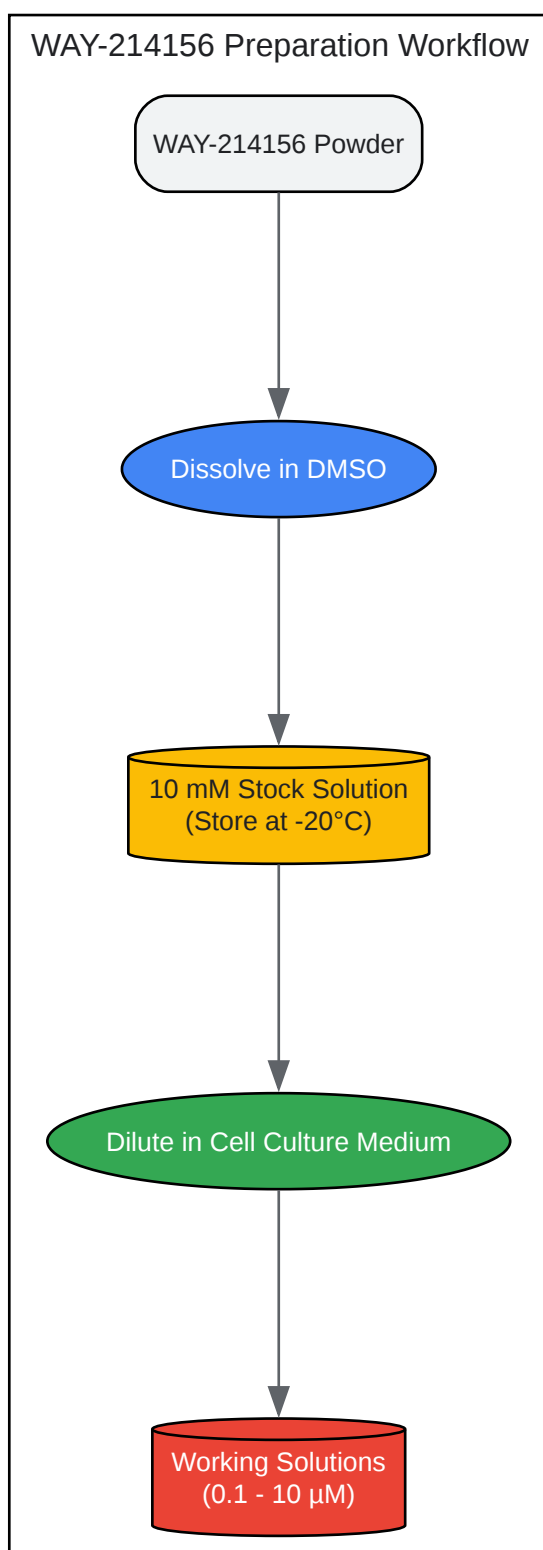 WAY-214156 Preparation Workflow
WAY-214156 Powder
Dissolve in DMSO
10 mM Stock Solution
(Store at -20°C)
Dilute in Cell Culture Medium
Working Solutions
(0.1 - 10 µM)